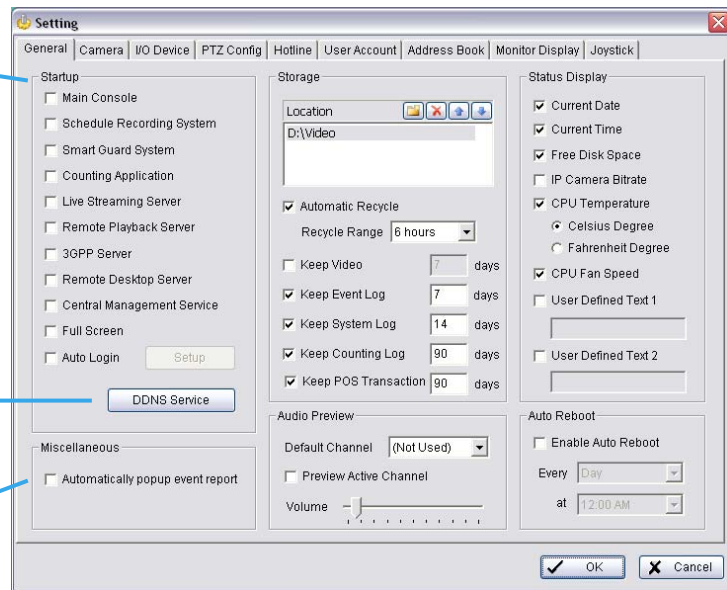 Setting
General Camera I/O Device PTZ Config Hotline User Account Address Book Monitor Display Joystick
Startup
Main Console
Schedule Recording System
Smart Guard System
Counting Application
Live Streaming Server
Remote Playback Server
3GPP Server
Remote Desktop Server
Central Management Service
Full Screen
Auto Login Setup
DDNS Service
Miscellaneous
Automatically popup event report
Storage
Location
D:\Video
Automatic Recycle
Recycle Range 6 hours
Keep Video 7 days
Keep Event Log 7 days
Keep System Log 14 days
Keep Counting Log 90 days
Keep POS Transaction 90 days
Audio Preview
Default Channel (Not Used)
Preview Active Channel
Volume
Status Display
Current Date
Current Time
Free Disk Space
IP Camera Bitrate
CPU Temperature
Celsius Degree
Fahrenheit Degree
CPU Fan Speed
User Defined Text 1
User Defined Text 2
Auto Reboot
Enable Auto Reboot
Every Day
at 12:00 AM
OK Cancel